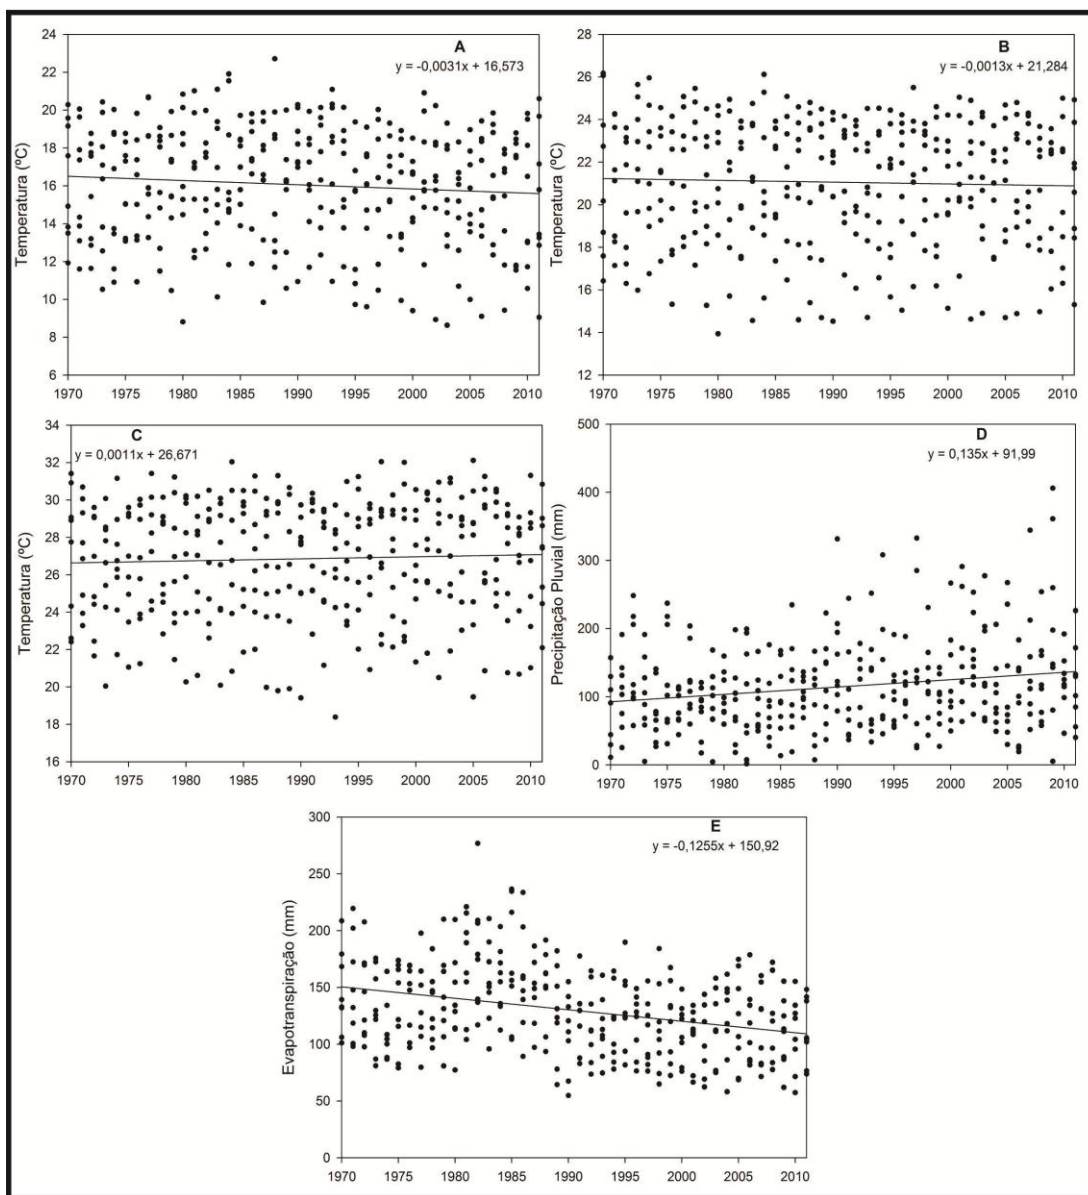 A
y = -0,0031x + 16,573
Temperatura (ºC)
24
22
20
18
16
14
12
10
8
6
1970 1975 1980 1985 1990 1995 2000 2005 2010
B
y = -0,0013x + 21,284
Temperatura (ºC)
28
26
24
22
20
18
16
14
12
1970 1975 1980 1985 1990 1995 2000 2005 2010
C
y = 0,0011x + 26,671
Temperatura (ºC)
34
32
30
28
26
24
22
20
18
16
1970 1975 1980 1985 1990 1995 2000 2005 2010
D
y = 0,135x + 91,99
Precipitação Pluvial (mm)
500
400
300
200
100
0
1970 1975 1980 1985 1990 1995 2000 2005 2010
E
y = -0,1255x + 150,92
Evapotranspiração (mm)
300
250
200
150
100
50
0
1970 1975 1980 1985 1990 1995 2000 2005 2010